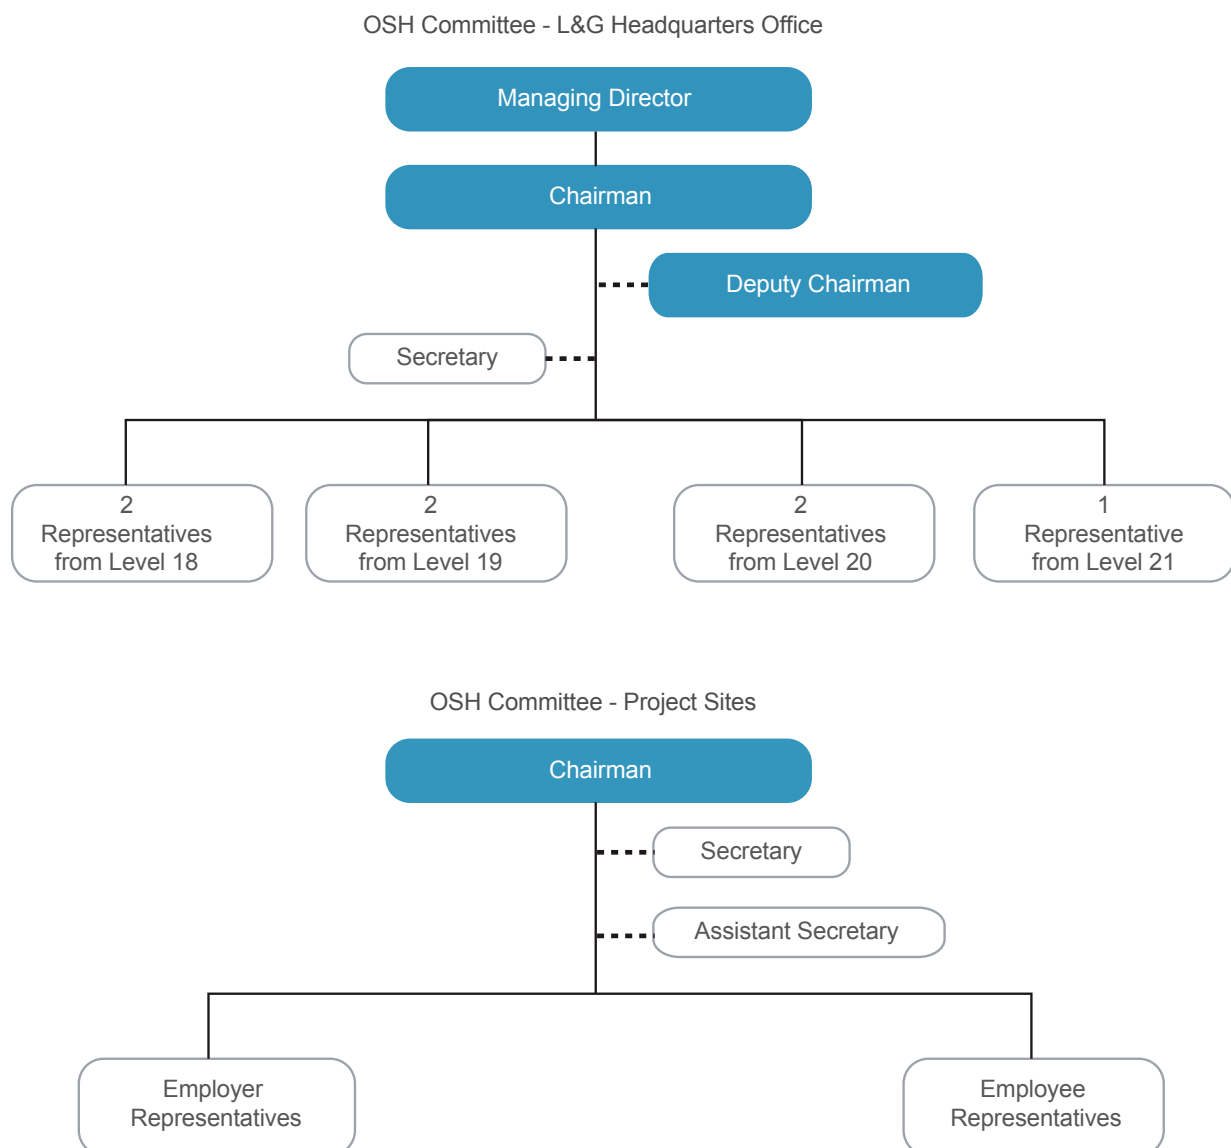 OSH Committee - L&G Headquarters Office
Managing Director
Chairman
Deputy Chairman
Secretary
2
Representatives
from Level 18
2
Representatives
from Level 19
2
Representatives
from Level 20
1
Representative
from Level 21
OSH Committee - Project Sites
Chairman
Secretary
Assistant Secretary
Employer
Representatives
Employee
Representatives